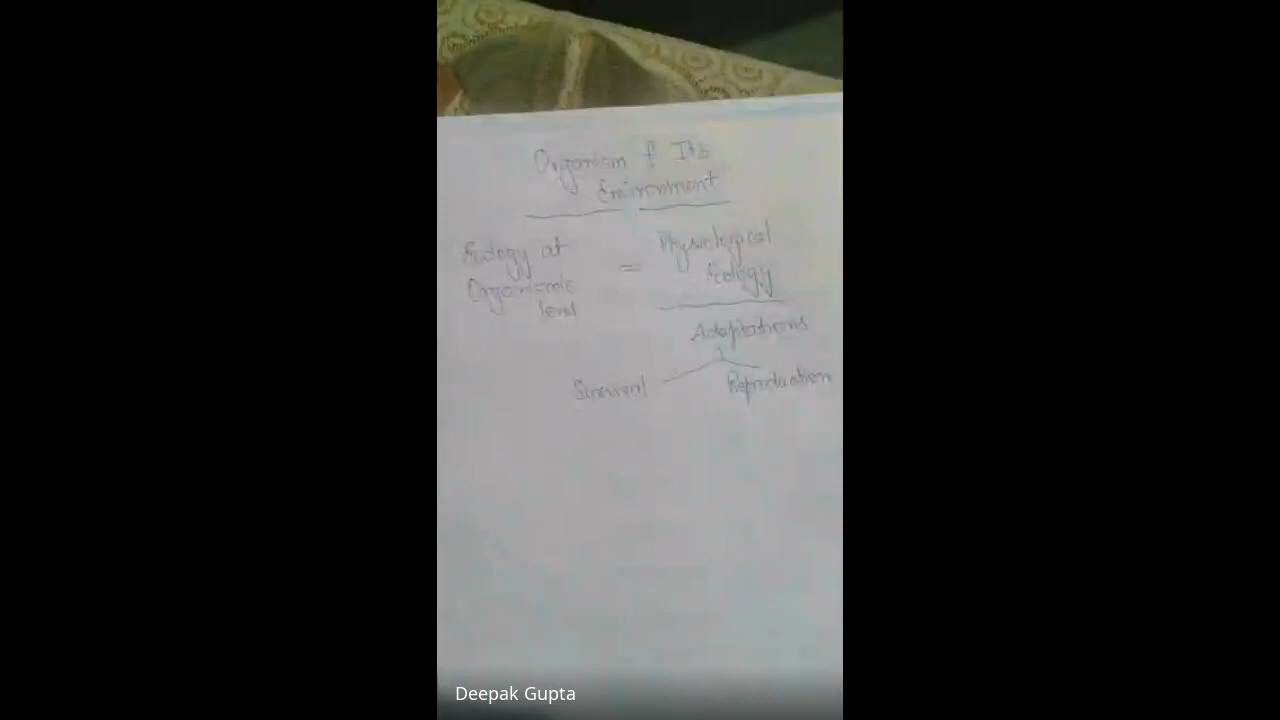 Organism & Its
Environment
Ecology at
Organismic
level
=
Physiological
Ecology
Adaptations
Survival
Reproduction
Deepak Gupta